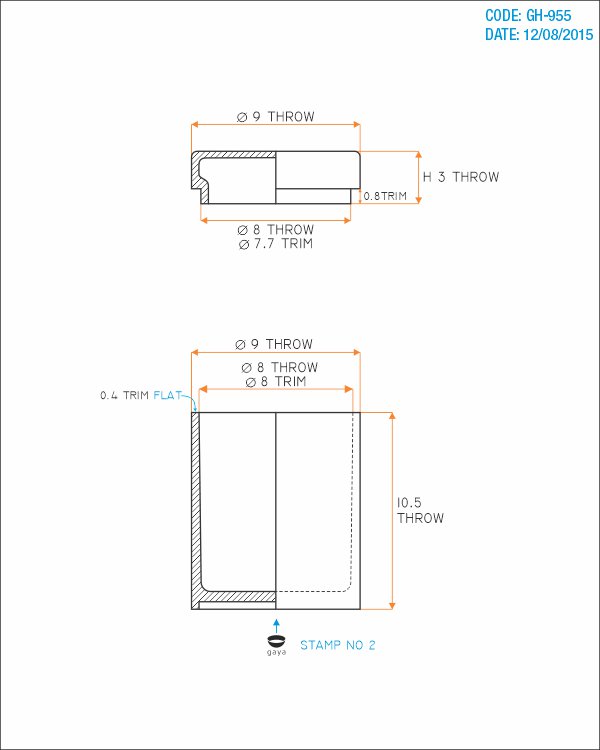 CODE: GH-955
DATE: 12/08/2015
Ø 9 THROW
H 3 THROW
0.8TRIM
Ø 8 THROW
Ø 7.7 TRIM
Ø 9 THROW
Ø 8 THROW
Ø 8 TRIM
0.4 TRIM FLAT
10.5
THROW
gaya
STAMP NO 2